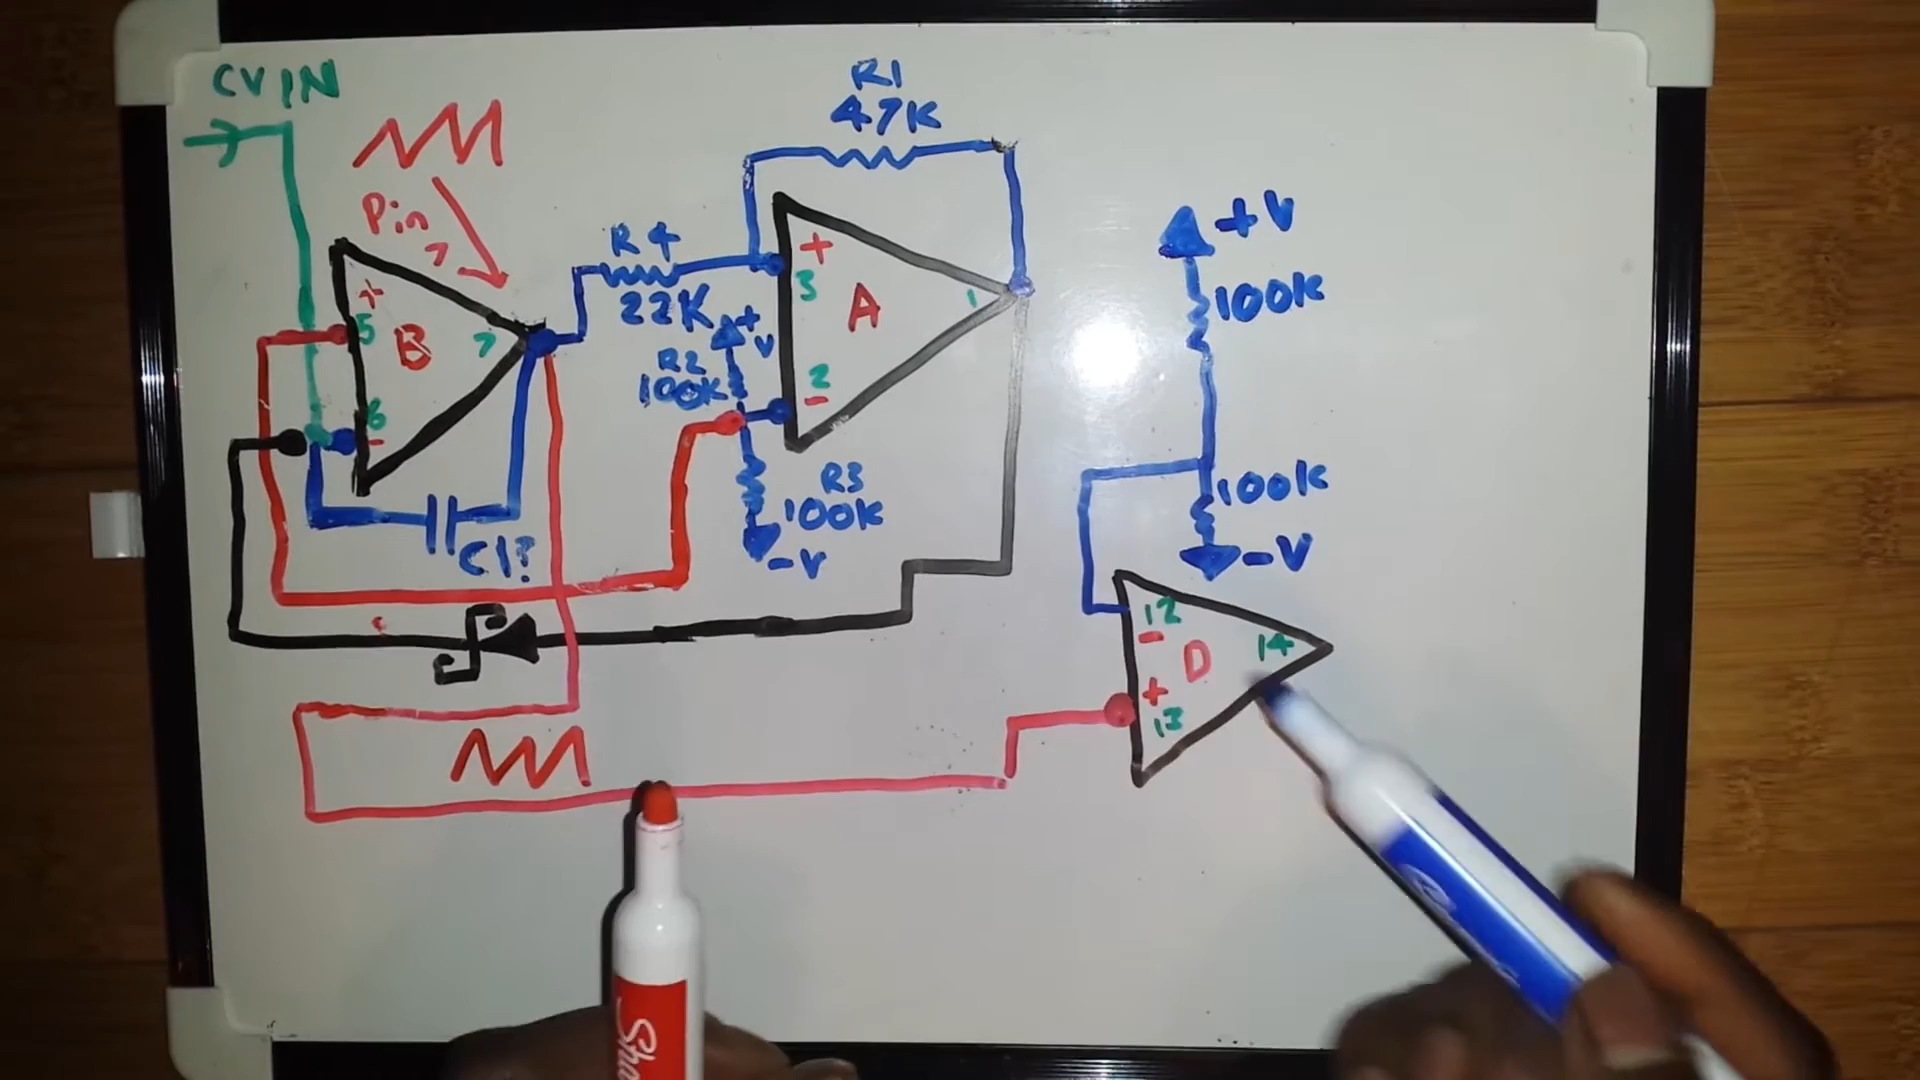 CV IN
R1
47K
Pin
7
+
5
B
7
6
-
R4
22K
+
V
R2
100K
+
3
A
1
2
-
R3
100K
-V
C1?
+V
100K
100K
-V
12
-
D
14
+
13
Sha